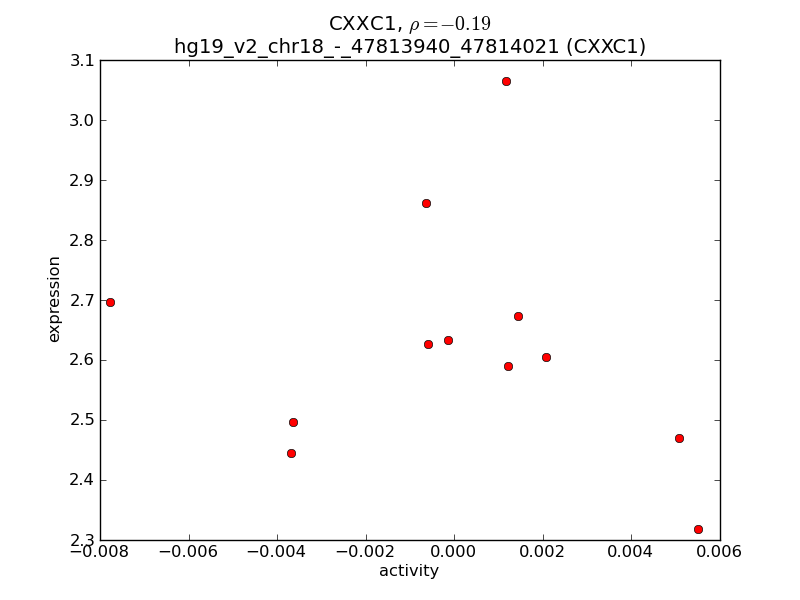 CXXC1, ρ=−0.19
hg19_v2_chr18_-_47813940_47814021 (CXXC1)
3.1
3.0
2.9
2.8
2.7
2.6
2.5
2.4
2.3
expression
−0.008 −0.006 −0.004 −0.002 0.000 0.002 0.004 0.006
activity